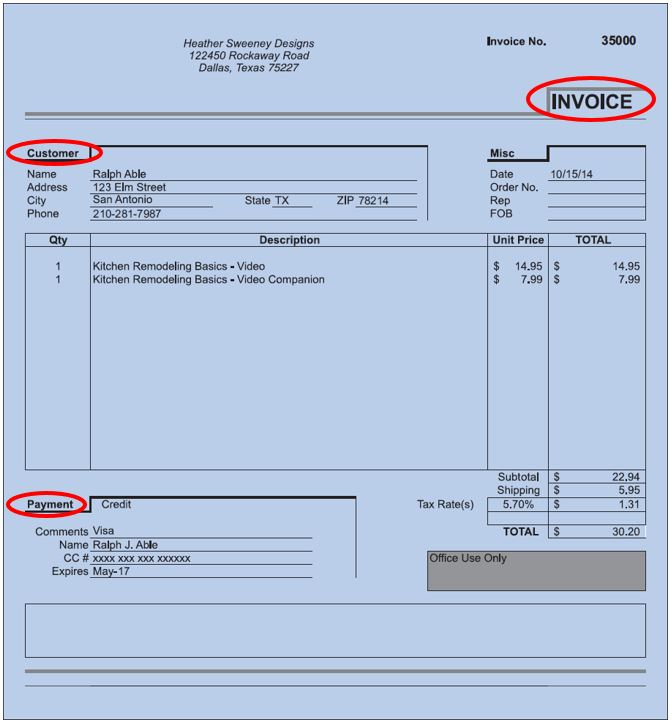 Heather Sweeney Designs
122450 Rockaway Road
Dallas, Texas 75227
Invoice No. 35000
INVOICE
Customer
Name Ralph Able
Address 123 Elm Street
City San Antonio State TX ZIP 78214
Phone 210-281-7987
Misc
Date 10/15/14
Order No.
Rep
FOB
Qty Description Unit Price TOTAL
1 Kitchen Remodeling Basics - Video $ 14.95 $ 14.95
1 Kitchen Remodeling Basics - Video Companion $ 7.99 $ 7.99
Subtotal $ 22.94
Shipping $ 5.95
Tax Rate(s) 5.70% $ 1.31
TOTAL $ 30.20
Payment Credit
Comments Visa
Name Ralph J. Able
CC # xxxx xxx xxx xxxxxx
Expires May-17
Office Use Only